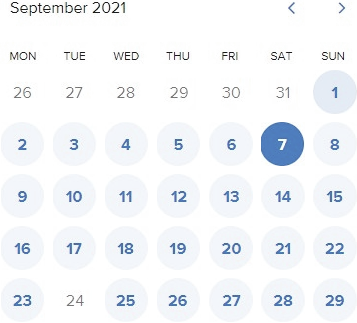 September 2021
MON TUE WED THU FRI SAT SUN
26 27 28 29 30 31 1
2 3 4 5 6 7 8
9 10 11 12 13 14 15
16 17 18 19 20 21 22
23 24 25 26 27 28 29